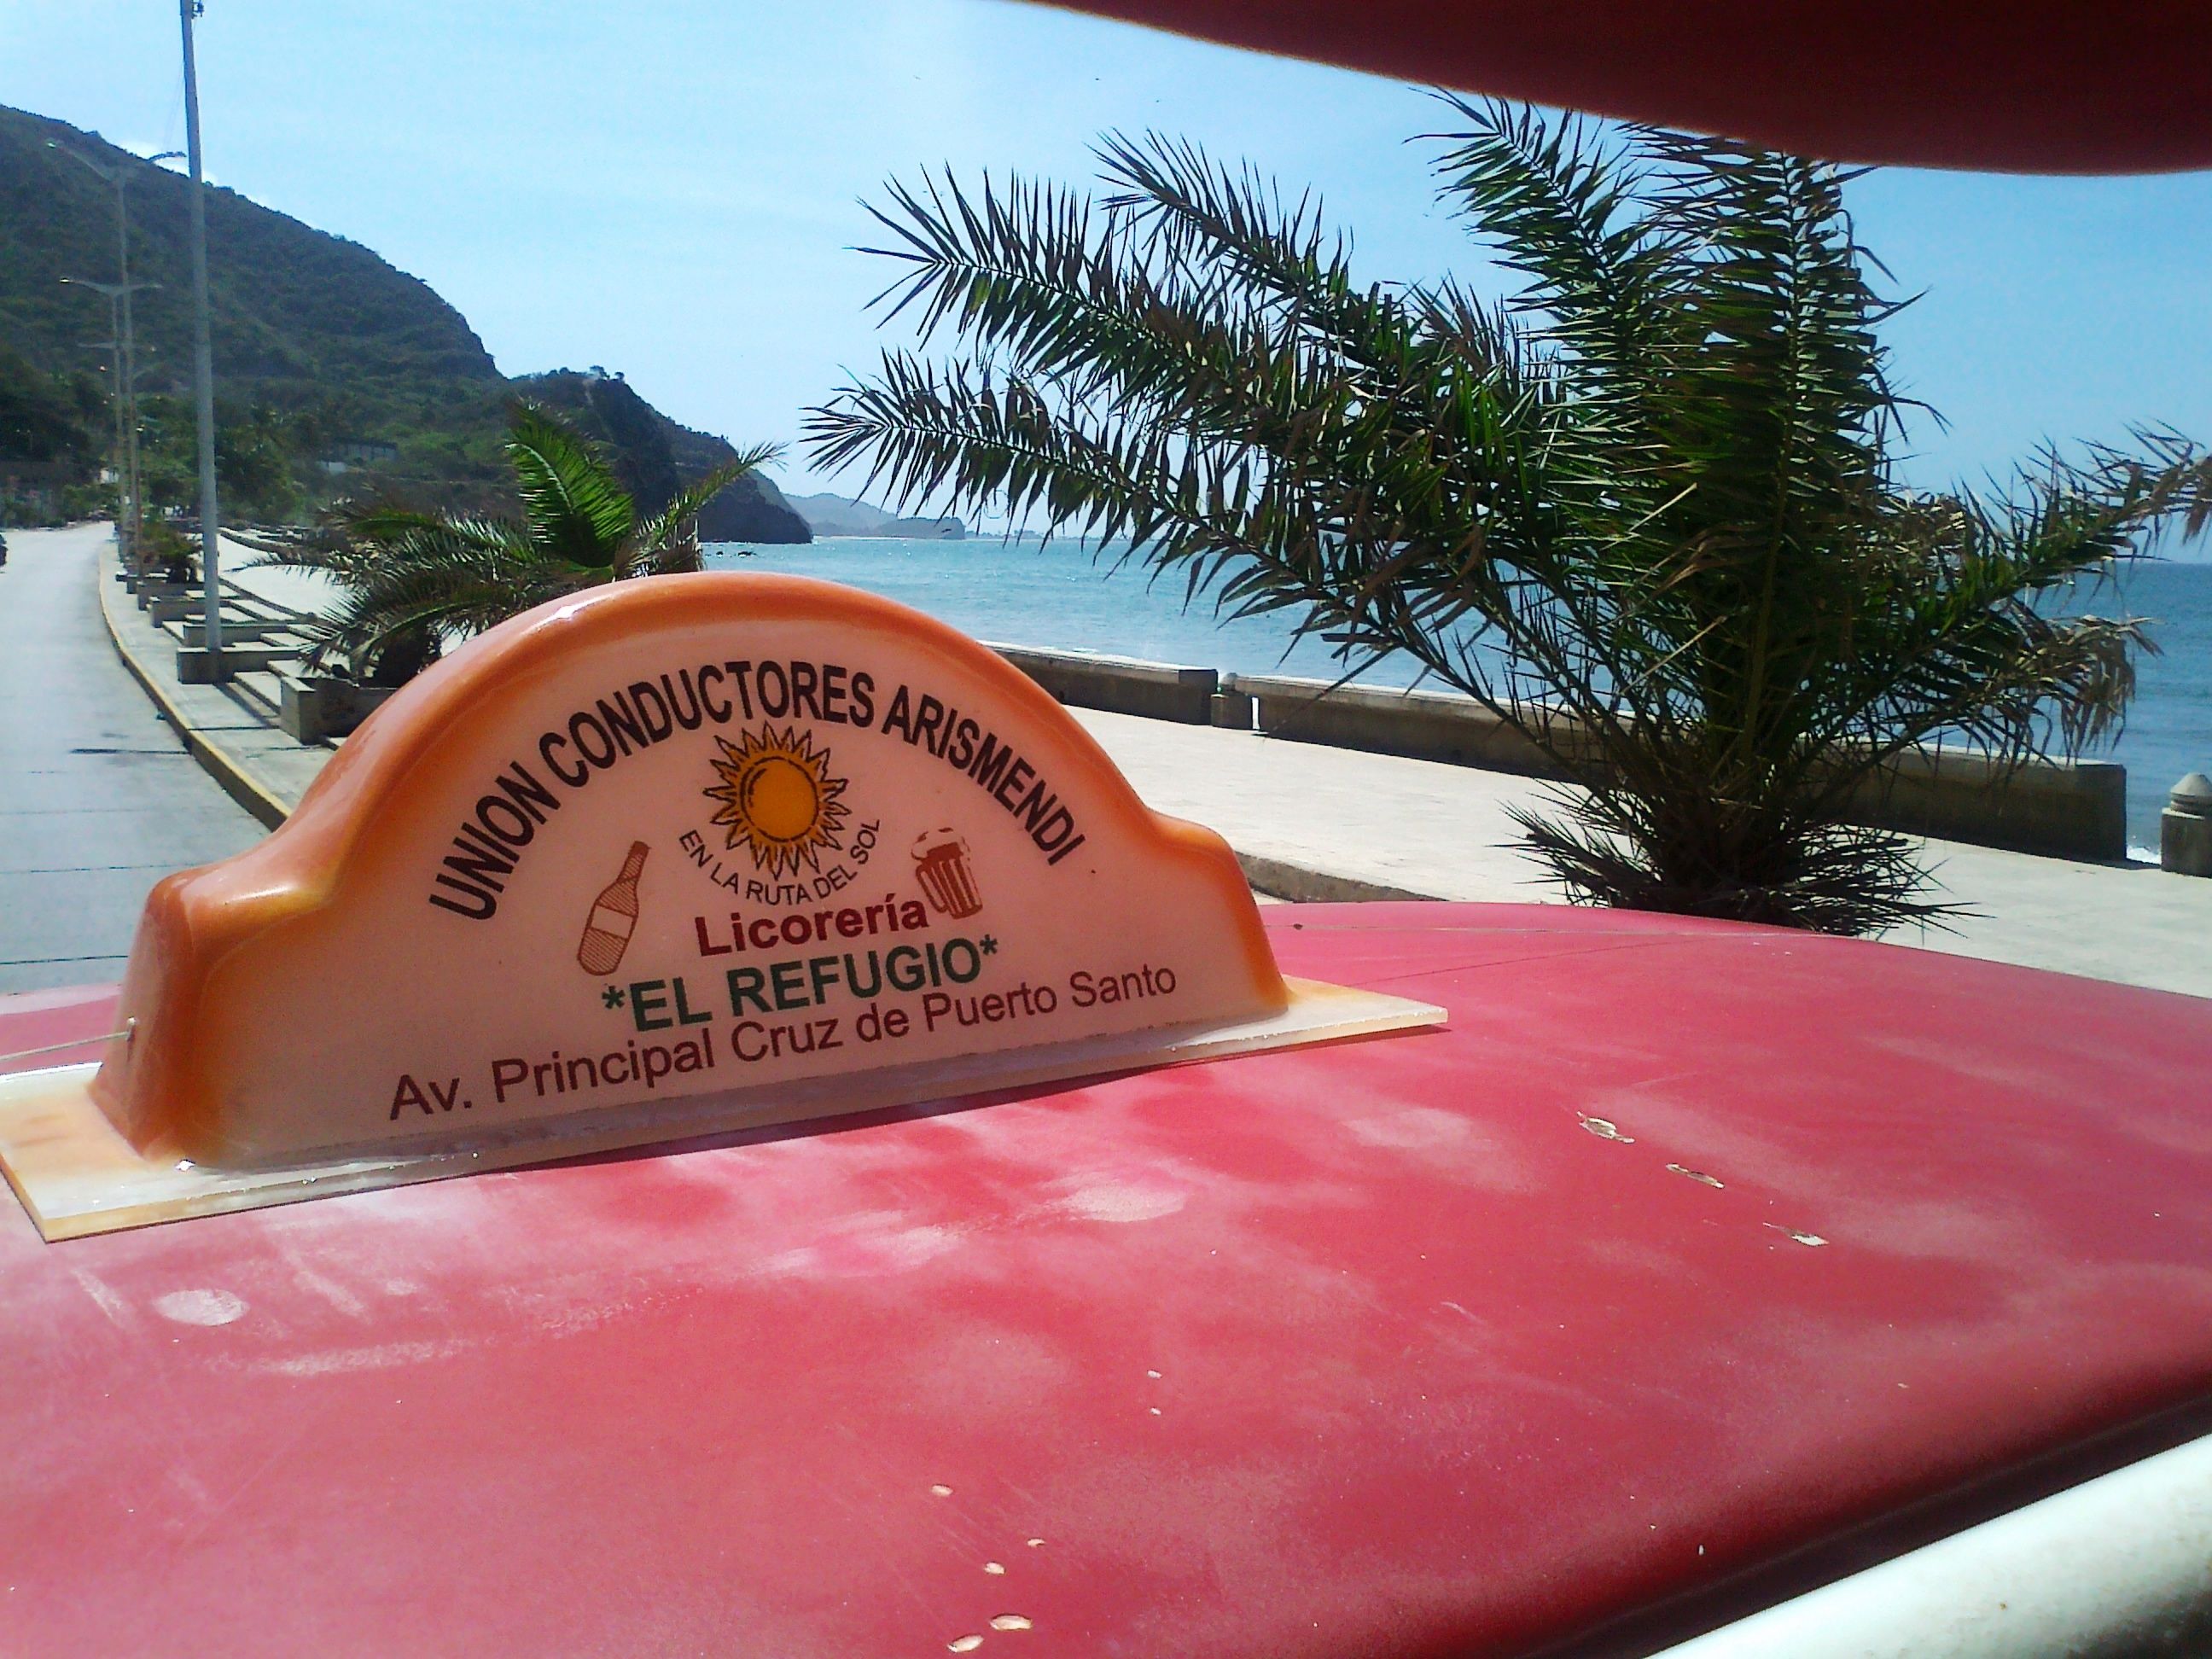 UNION CONDUCTORES ARISMENDI
EN LA RUTA DEL SOL
Licorería
*EL REFUGIO*
Av. Principal Cruz de Puerto Santo